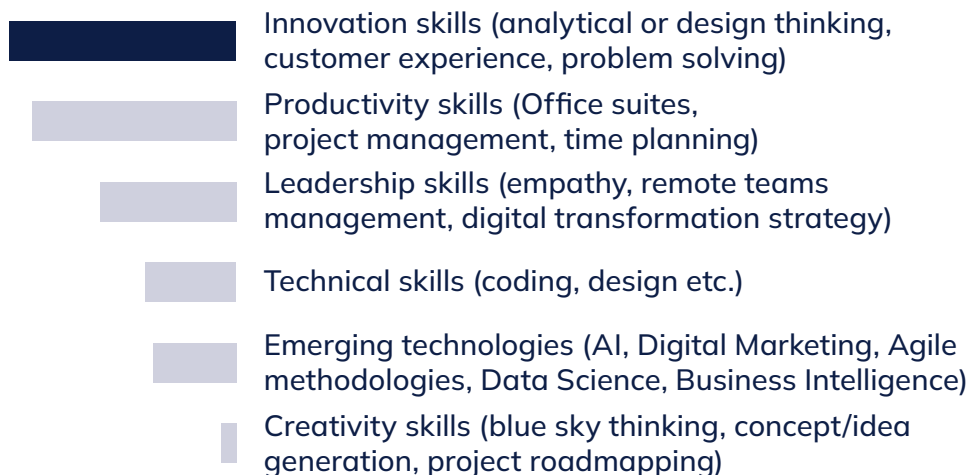 Innovation skills (analytical or design thinking,
customer experience, problem solving)
Productivity skills (Office suites,
project management, time planning)
Leadership skills (empathy, remote teams
management, digital transformation strategy)
Technical skills (coding, design etc.)
Emerging technologies (AI, Digital Marketing, Agile
methodologies, Data Science, Business Intelligence)
Creativity skills (blue sky thinking, concept/idea
generation, project roadmapping)